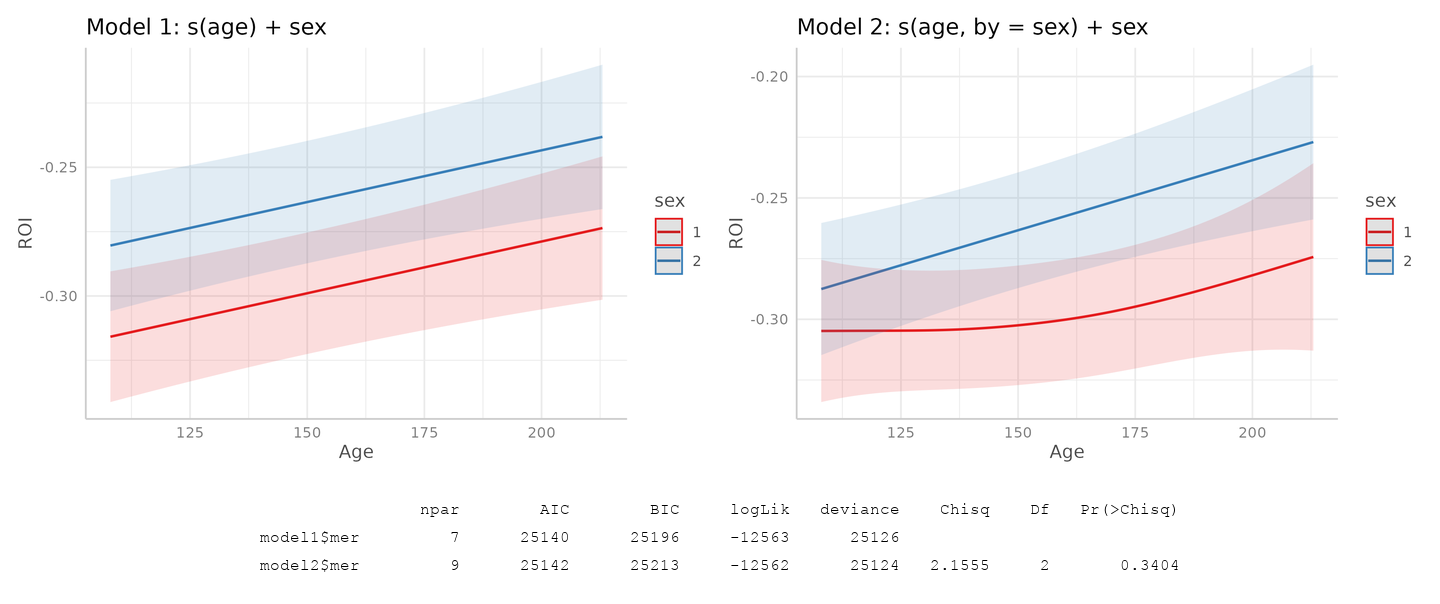 Model 1: s(age) + sex
-0.25
-0.30
ROI
125 150 175 200
Age
sex
1
2
Model 2: s(age, by = sex) + sex
-0.20
-0.25
-0.30
ROI
125 150 175 200
Age
sex
1
2
npar AIC BIC logLik deviance Chisq Df Pr(>Chisq)
model1$mer 7 25140 25196 -12563 25126
model2$mer 9 25142 25213 -12562 25124 2.1555 2 0.3404